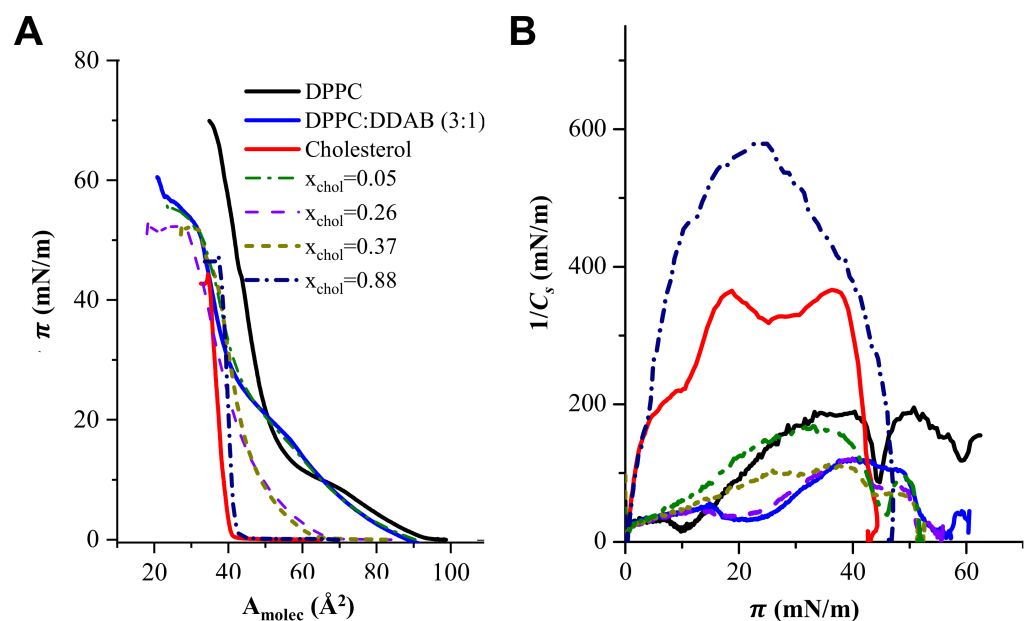 A
80
60
40
20
0
20
40
60
80
100
π (mN/m)
A_molec (Å²)
DPPC
DPPC:DDAB (3:1)
Cholesterol
x_chol=0.05
x_chol=0.26
x_chol=0.37
x_chol=0.88
B
600
400
200
0
0
20
40
60
1/C_s (mN/m)
π (mN/m)